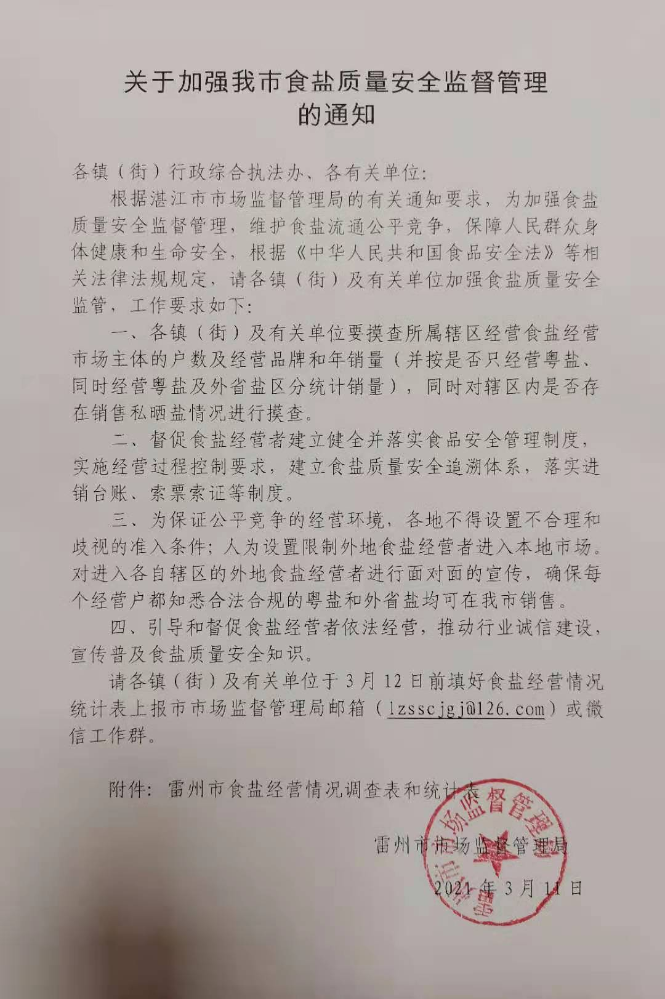 关于加强我市食盐质量安全监督管理
的通知
各镇（街）行政综合执法办、各有关单位：
根据湛江市市场监督管理局的有关通知要求，为加强食盐
质量安全监督管理，维护食盐流通公平竞争，保障人民群众身
体健康和生命安全，根据《中华人民共和国食品安全法》等相
关法律法规规定，请各镇（街）及有关单位加强食盐质量安全
监管，工作要求如下：
一、各镇（街）及有关单位要摸查所属辖区经营食盐经营
市场主体的户数及经营品牌和年销量（并按是否只经营粤盐、
同时经营粤盐及外省盐区分统计销量），同时对辖区内是否存
在销售私晒盐情况进行摸查。
二、督促食盐经营者建立健全并落实食品安全管理制度，
实施经营过程控制要求，建立食盐质量安全追溯体系，落实进
销台账、索票索证等制度。
三、为保证公平竞争的经营环境，各地不得设置不合理和
歧视的准入条件；人为设置限制外地食盐经营者进入本地市场。
对进入各自辖区的外地食盐经营者进行面对面的宣传，确保每
个经营户都知悉合法合规的粤盐和外省盐均可在我市销售。
四、引导和督促食盐经营者依法经营，推动行业诚信建设，
宣传普及食盐质量安全知识。
请各镇（街）及有关单位于3月12日前填好食盐经营情况
统计表上报市市场监督管理局邮箱（lzsscjgj@126.com）或微
信工作群。
附件：雷州市食盐经营情况调查表和统计表
雷州市市场监督管理局
2021年3月11日
雷州市市场监督管理局